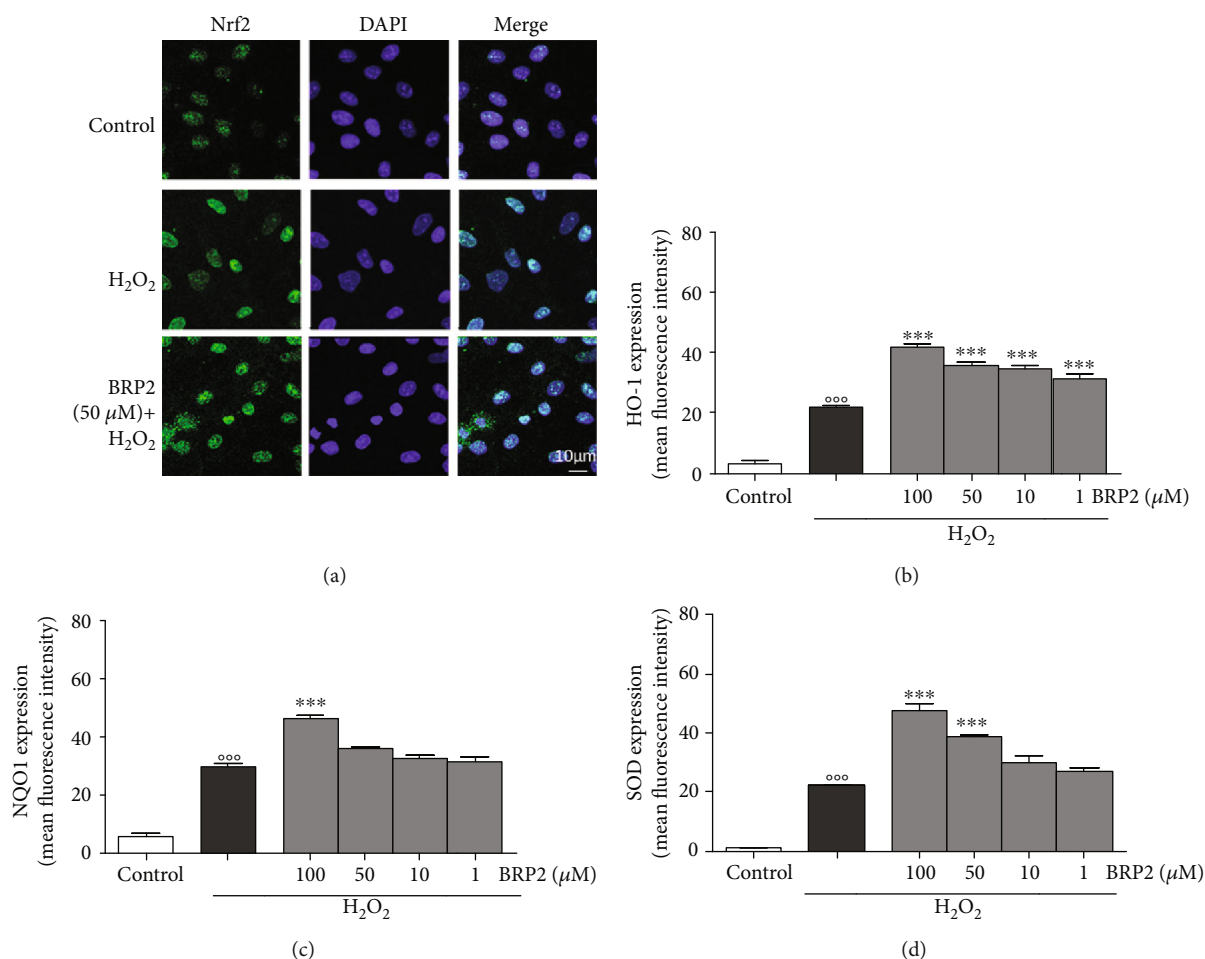 Nrf2 DAPI Merge
Control
H₂O₂
BRP2
(50 μM)+
H₂O₂
10μm
(a)
HO-1 expression
(mean fluorescence intensity)
80
60
40
20
0
°°°
***
***
***
***
Control 100 50 10 1 BRP2 (μM)
H₂O₂
(b)
NQO1 expression
(mean fluorescence intensity)
80
60
40
20
0
°°°
***
Control 100 50 10 1 BRP2 (μM)
H₂O₂
(c)
SOD expression
(mean fluorescence intensity)
80
60
40
20
0
°°°
***
***
Control 100 50 10 1 BRP2 (μM)
H₂O₂
(d)